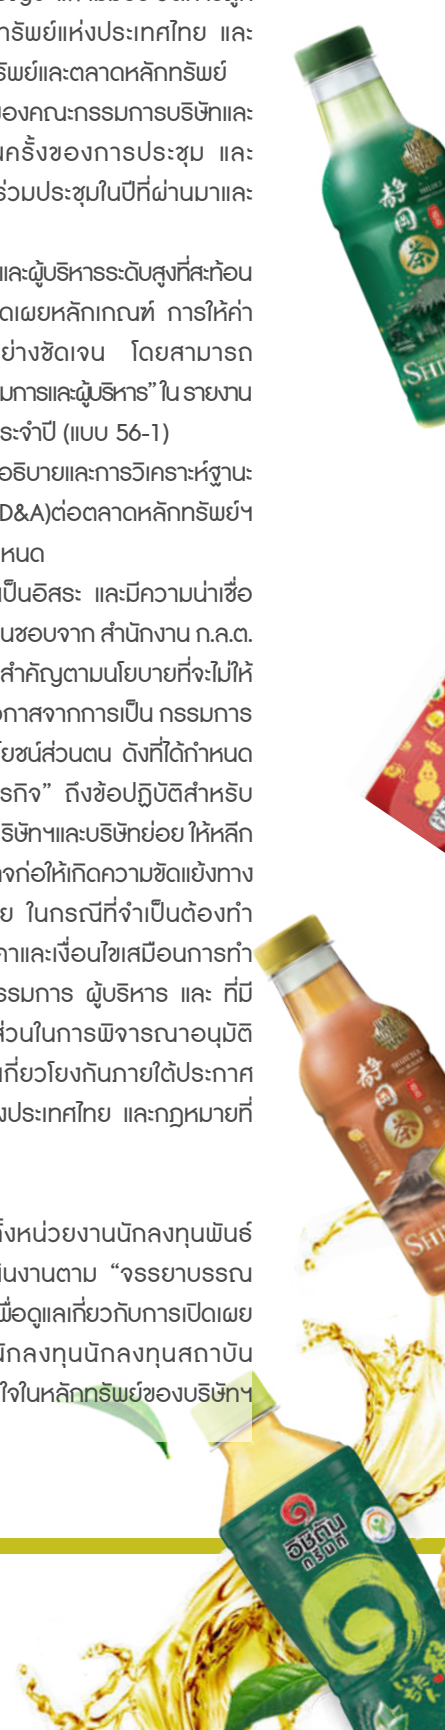 ทรัพย์แห่งประเทศไทย และ
รัพย์และตลาดหลักทรัพย์
ของคณะกรรมการบริษัทและ
นครั้งของการประชุม และ
ร่วมประชุมในปีที่ผ่านมาและ
และผู้บริหารระดับสูงที่สะท้อน
ดเผยหลักเกณฑ์ การให้ค่า
ย่างชัดเจน โดยสามารถ
มการและผู้บริหาร” ใน รายงาน
ระจำปี (แบบ 56-1)
อธิบายและการวิเคราะห์ฐานะ
D&A)ต่อตลาดหลักทรัพย์ฯ
หนด
เป็นอิสระ และมีความน่าเชื่อ
นชอบจาก สำนักงาน ก.ล.ต.
สำคัญตามนโยบายที่จะไม่ให้
อกาสจากการเป็น กรรมการ
โยชน์ส่วนตน ดังที่ได้กำหนด
รกิจ” ถึงข้อปฏิบัติสำหรับ
ริษัทฯและบริษัทย่อย ให้หลีก
าจก่อให้เกิดความขัดแย้งทาง
ย ในกรณีที่จำเป็นต้องทำ
คาและเงื่อนไขเสมือนการทำ
รรมการ ผู้บริหาร และ ที่มี
ส่วนในการพิจารณาอนุมัติ
เกี่ยวโยงกันภายใต้ประกาศ
งประเทศไทย และกฎหมายที่
ตั้งหน่วยงานนักลงทุนพันธ์
นินงานตาม “จรรยาบรรณ
พื่อดูแลเกี่ยวกับการเปิดเผย
นักลงทุนนักลงทุนสถาบัน
ใจในหลักทรัพย์ของบริษัทฯ
静岡
茶
SHI
静岡
茶
SHI
อิชิตัน
กรีนที